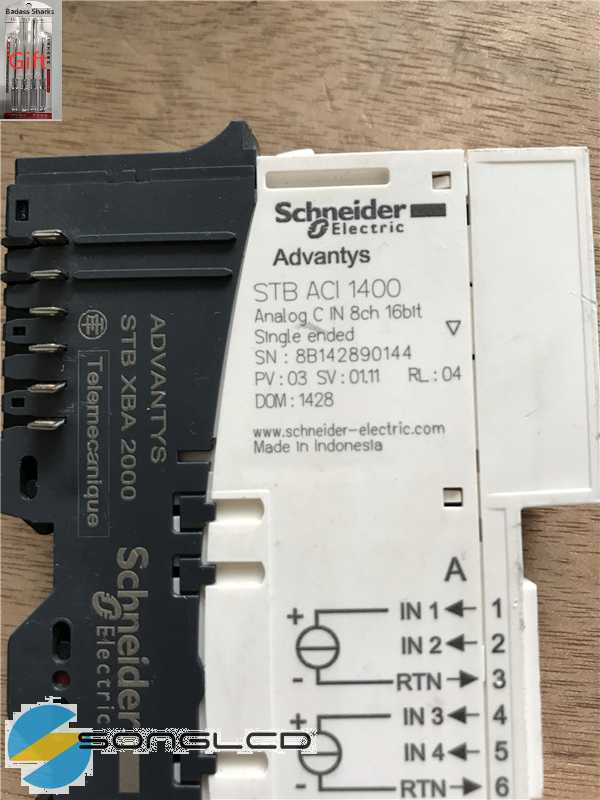 Badass Sharks
Gift
Schneider
Electric
Advantys
STB ACI 1400
Analog C IN 8ch 16bit
Single ended
SN : 8B142890144
PV : 03 SV : 01.11 RL : 04
DOM : 1428
www.schneider-electric.com
Made in Indonesia
ADVANTYS
STB XBA 2000
Telemecanique
Schneider
Electric
A
+ IN 1 1
IN 2 2
- RTN 3
+ IN 3 4
IN 4 5
- RTN 6
SONGLCD